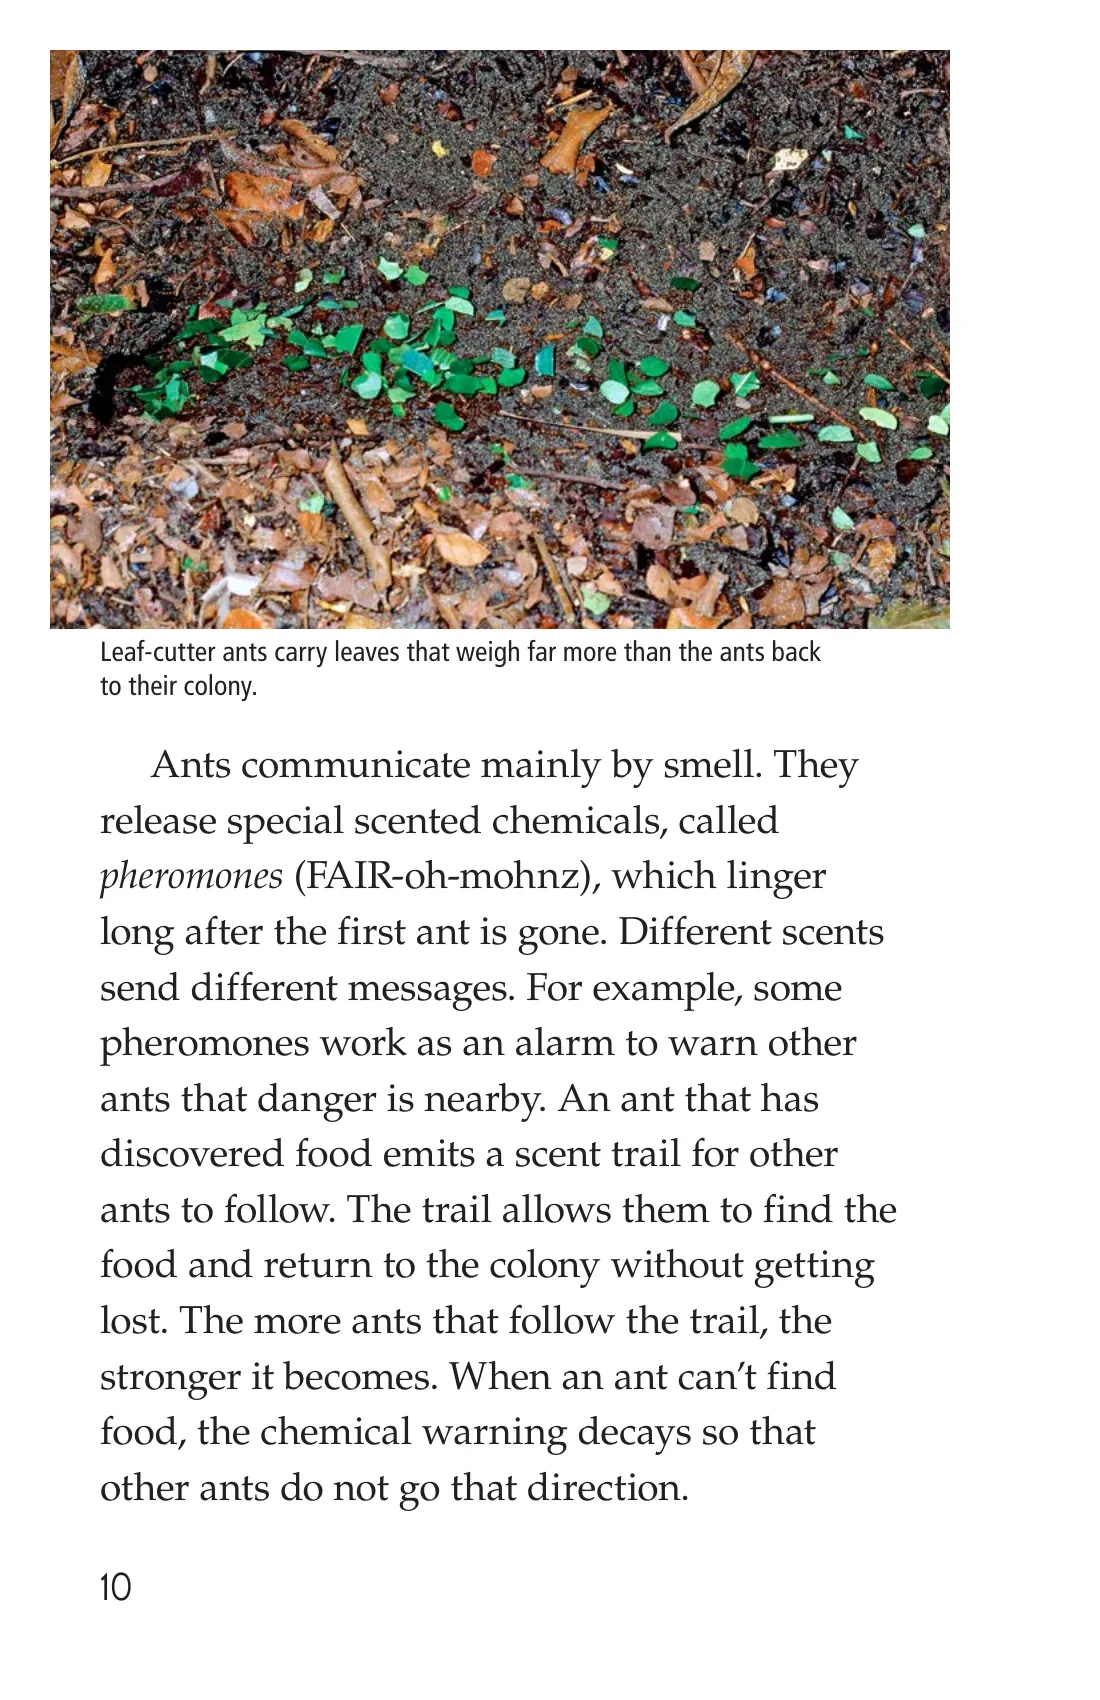 Leaf-cutter ants carry leaves that weigh far more than the ants back
to their colony.
Ants communicate mainly by smell. They
release special scented chemicals, called
pheromones (FAIR-oh-mohnz), which linger
long after the first ant is gone. Different scents
send different messages. For example, some
pheromones work as an alarm to warn other
ants that danger is nearby. An ant that has
discovered food emits a scent trail for other
ants to follow. The trail allows them to find the
food and return to the colony without getting
lost. The more ants that follow the trail, the
stronger it becomes. When an ant can’t find
food, the chemical warning decays so that
other ants do not go that direction.
10